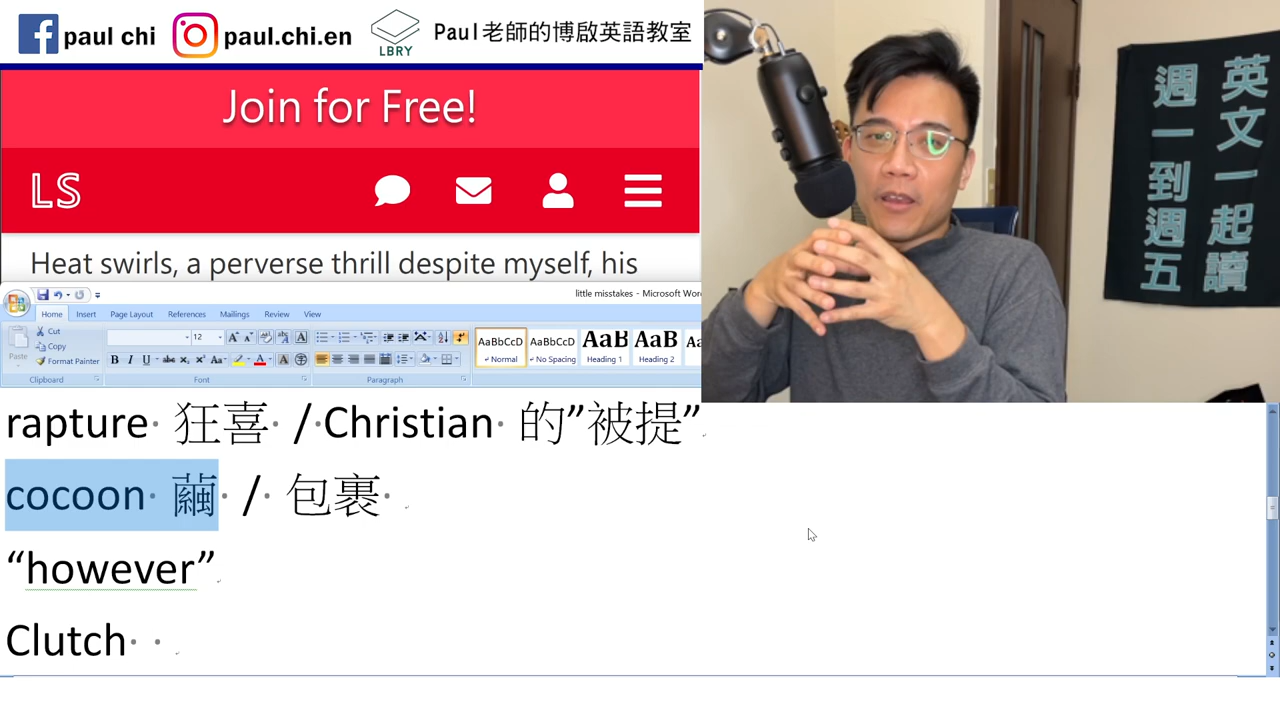 paul chi
paul.chi.en
LBRY
Paul老師的博啟英語教室
Join for Free!
LS
Heat swirls, a perverse thrill despite myself, his
little misstakes - Microsoft Wor
Home Insert Page Layout References Mailings Review View
Paste
Cut
Copy
Format Painter
Clipboard
12
Font
Paragraph
AaBbCcD AaBbCcD AaB AaB Aa
Normal No Spacing Heading 1 Heading 2
rapture 狂喜 / Christian 的”被提”
cocoon 繭 / 包裹
“however”
Clutch
英文一起讀
週一到週五